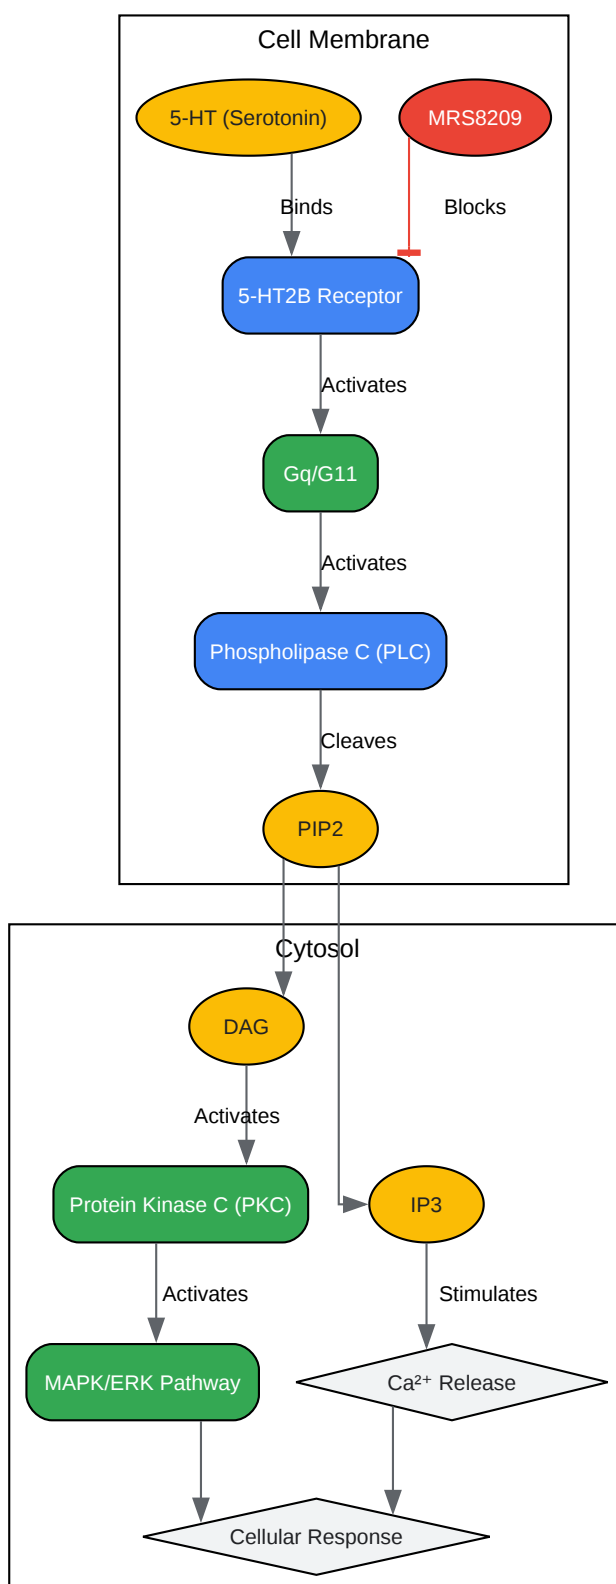 Cell Membrane
5-HT (Serotonin)
MRS8209
Binds
Blocks
5-HT2B Receptor
Activates
Gq/G11
Activates
Phospholipase C (PLC)
Cleaves
PIP2
Cytosol
DAG
Activates
Protein Kinase C (PKC)
IP3
Activates
Stimulates
MAPK/ERK Pathway
Ca²⁺ Release
Cellular Response